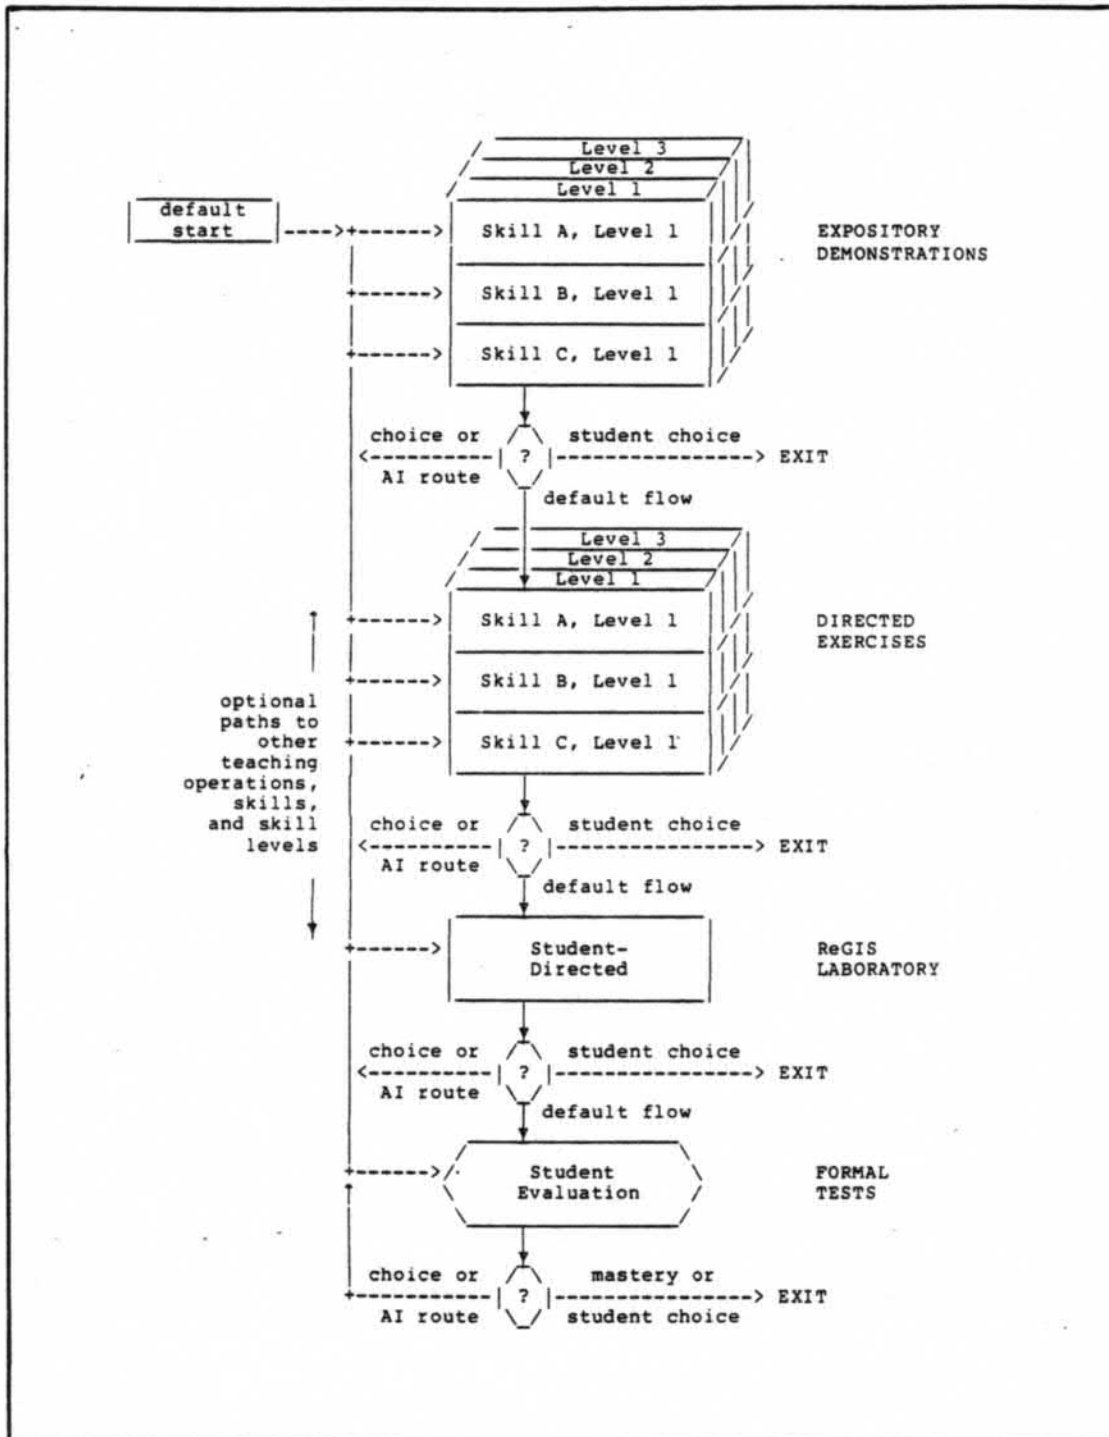 Level 3
Level 2
Level 1
default
start
Skill A, Level 1
EXPOSITORY
DEMONSTRATIONS
Skill B, Level 1
Skill C, Level 1
choice or
AI route
?
student choice
EXIT
default flow
Level 3
Level 2
Level 1
Skill A, Level 1
DIRECTED
EXERCISES
Skill B, Level 1
Skill C, Level 1
optional
paths to
other
teaching
operations,
skills,
and skill
levels
choice or
AI route
?
student choice
EXIT
default flow
Student-
Directed
ReGIS
LABORATORY
choice or
AI route
?
student choice
EXIT
default flow
Student
Evaluation
FORMAL
TESTS
choice or
AI route
?
mastery or
student choice
EXIT